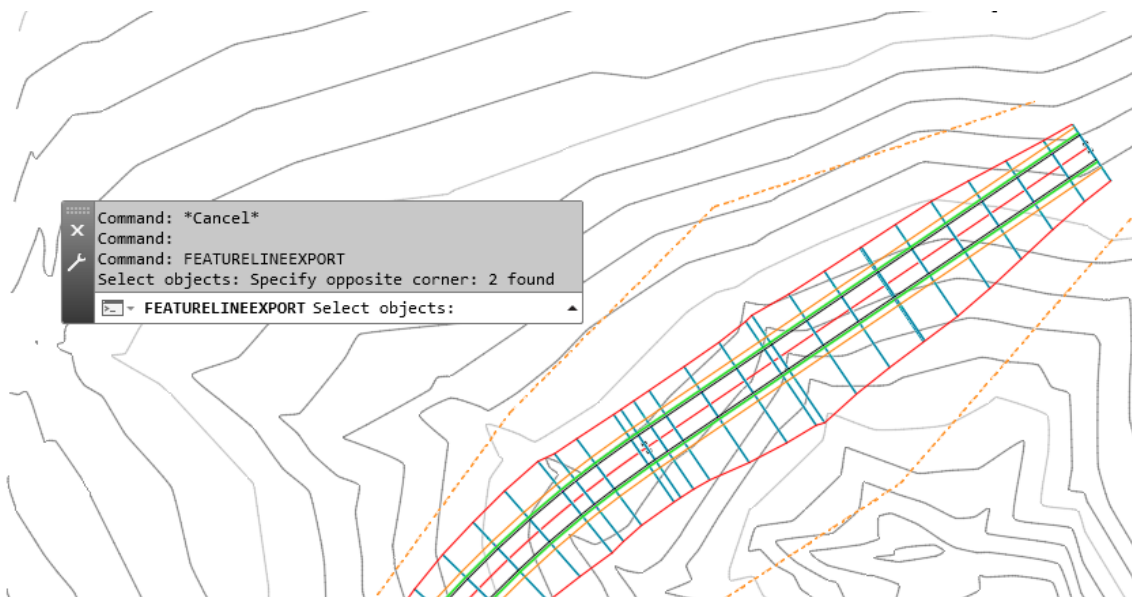 Command: *Cancel*
Command:
Command: FEATURELINEEXPORT
Select objects: Specify opposite corner: 2 found
FEATURELINEEXPORT Select objects: